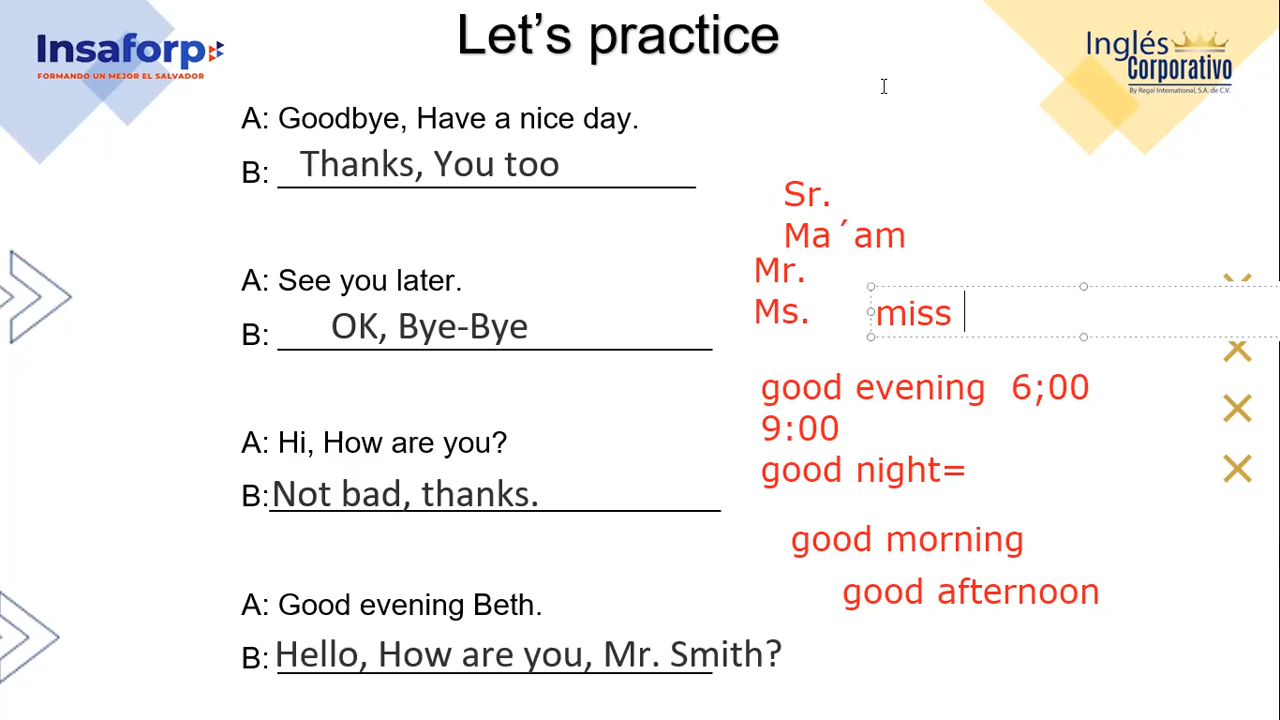 Let’s practice
Insaforp
FORMANDO UN MEJOR EL SALVADOR
Inglés
Corporativo
By Regal International, S.A. de C.V.
A: Goodbye, Have a nice day.
B: Thanks, You too
A: See you later.
B: OK, Bye-Bye
A: Hi, How are you?
B: Not bad, thanks.
A: Good evening Beth.
B: Hello, How are you, Mr. Smith?
Sr.
Ma´am
Mr.
Ms.
miss
good evening 6;00
9:00
good night=
good morning
good afternoon